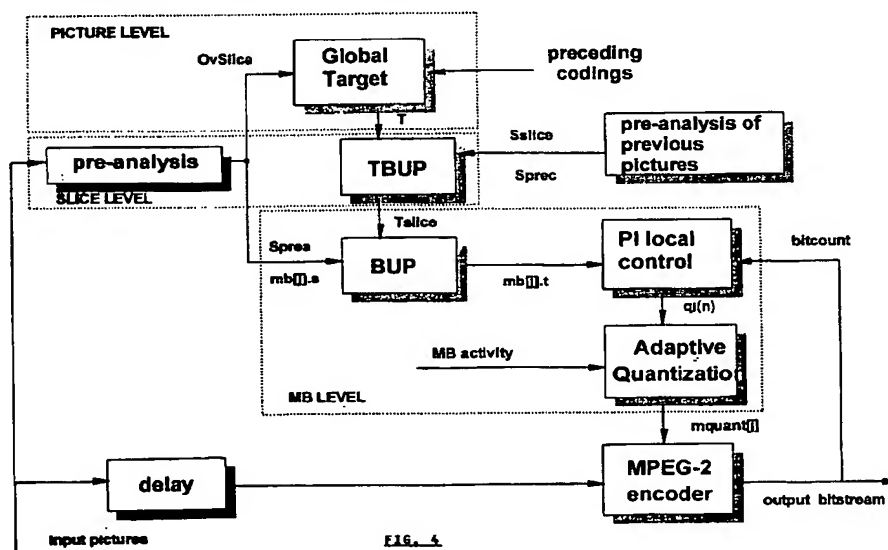 PICTURE LEVEL
OvSlice
Global
Target
preceding
codings
T
pre-analysis
SLICE LEVEL
TBUP
Sslice
Sprec
pre-analysis of
previous
pictures
Tslice
Sprea
mb[j].s
BUP
mb[j].t
PI local
control
bitcount
qj(n)
MB activity
Adaptive
Quantizatio
MB LEVEL
mquant[j]
delay
MPEG-2
encoder
output bitstream
Input pictures
FIG. 4